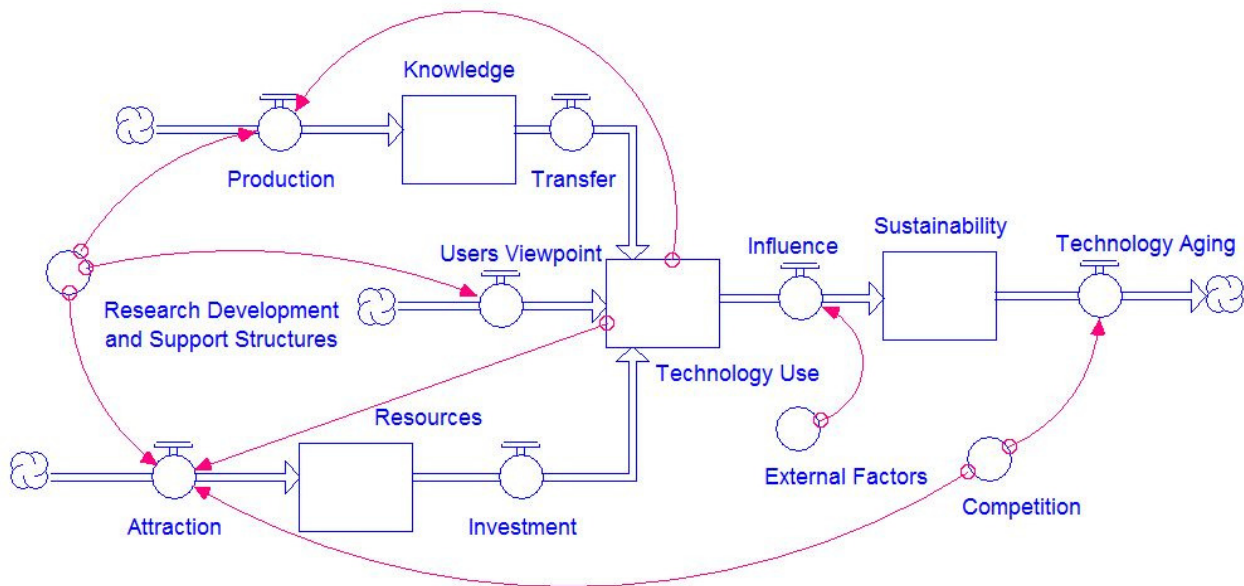 Knowledge
Production
Transfer
Users Viewpoint
Influence
Sustainability
Technology Aging
Research Development
and Support Structures
Technology Use
Resources
External Factors
Competition
Attraction
Investment